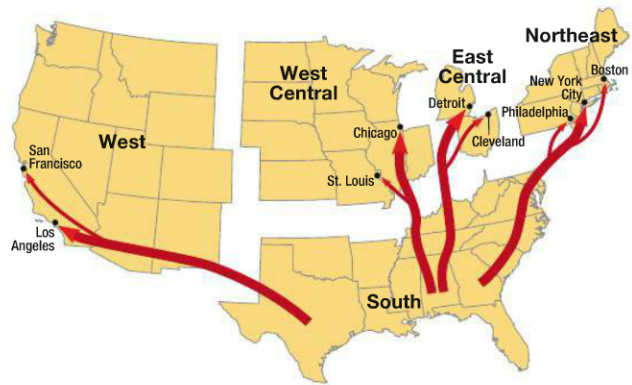 Northeast
East
Central
West
Central
New York
City
Boston
Detroit
Philadelphia
Chicago
Cleveland
West
San
Francisco
St. Louis
Los
Angeles
South